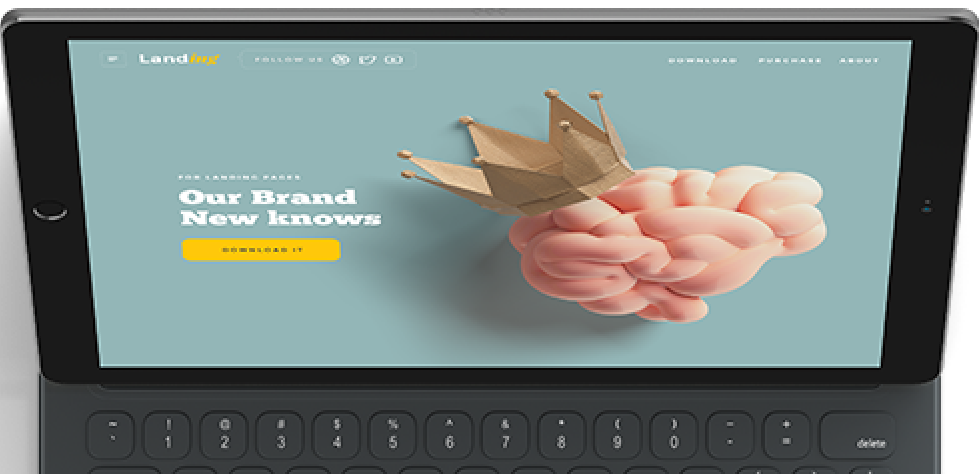 Landing
FOLLOW US
DOWNLOAD PURCHASE ABOUT
FOR LANDING PAGES
Our Brand
New knows
DOWNLOAD IT
~ ! @ # $ % ^ & * ( ) – +
` 1 2 3 4 5 6 7 8 9 0 - =
delete